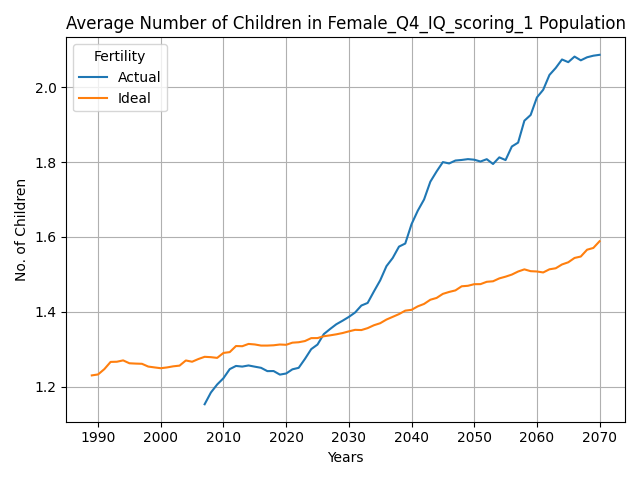 Average Number of Children in Female_Q4_IQ_scoring_1 Population
Fertility
Actual
Ideal
No. of Children
2.0
1.8
1.6
1.4
1.2
1990 2000 2010 2020 2030 2040 2050 2060 2070
Years